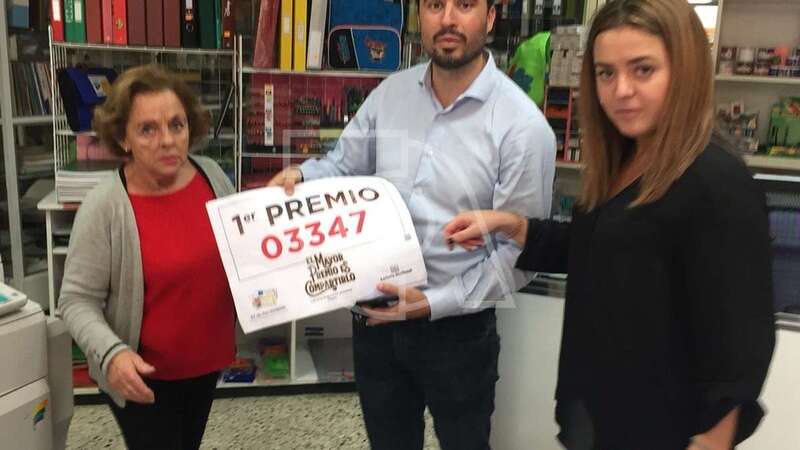 1er PREMIO
03347
EL
MAYOR
PREMIO ES
COMPARTIRLO